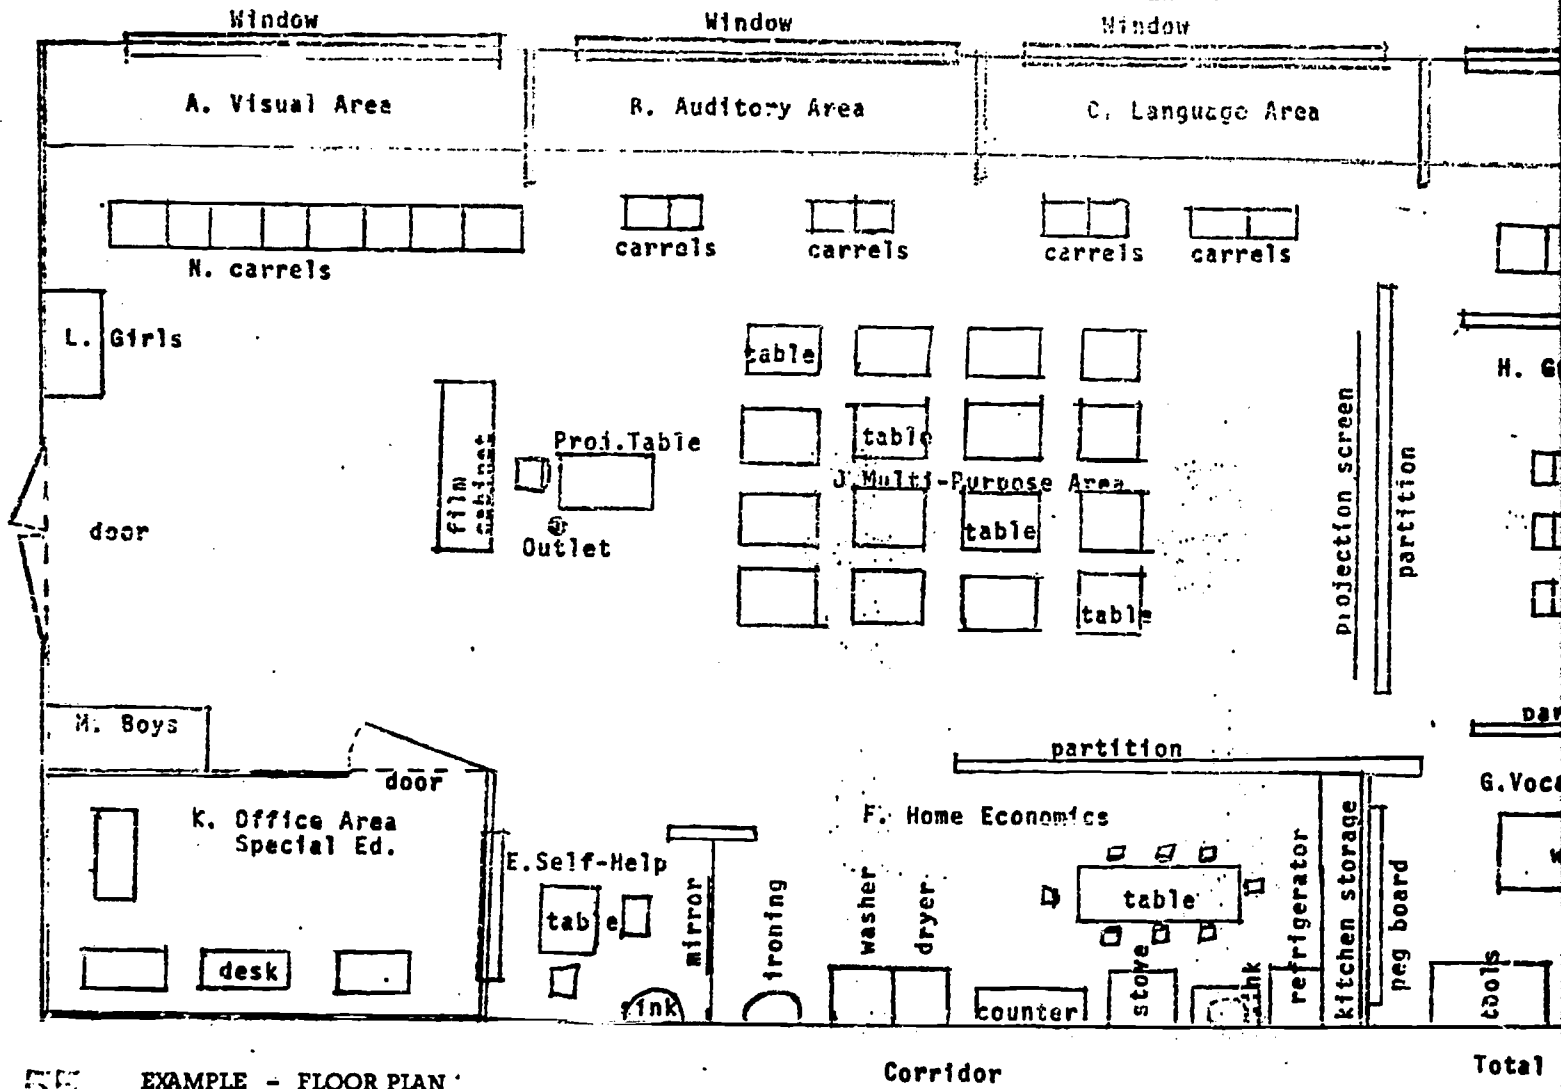 Window
Window
Window
A. Visual Area
B. Auditory Area
C. Language Area
N. carrels
carrels
carrels
carrels
carrels
L. Girls
table
H.
projection screen
partition
film cabinet
Proj.Table
table
J Multi-Purpose Area
door
Outlet
table
table
M. Boys
partition
door
G.Voca
K. Office Area
Special Ed.
F. Home Economics
E.Self-Help
table
mirror
ironing
washer
dryer
table
refrigerator
kitchen storage
peg board
desk
sink
counter
stove
tools
Corridor
Total
EXAMPLE - FLOOR PLAN